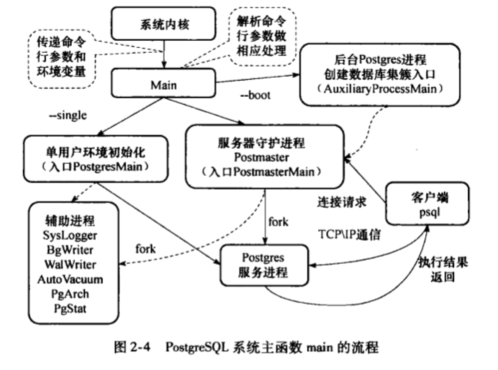 系统内核
传递命令
行参数和
环境变量
解析命令
行参数做
相应处理
Main
后台Postgres进程
创建数据库集簇入口
(AuxiliaryProcessMain)
--single
--boot
单用户环境初始化
(入口PostgresMain)
服务器守护进程
Postmaster
(入口PostmasterMain)
连接请求
客户端
psql
辅助进程
SysLogger
BgWriter
WalWriter
AutoVacuum
PgArch
PgStat
fork
fork
TCP\IP通信
Postgres
服务进程
执行结果
返回
图 2-4 PostgreSQL 系统主函数 main 的流程